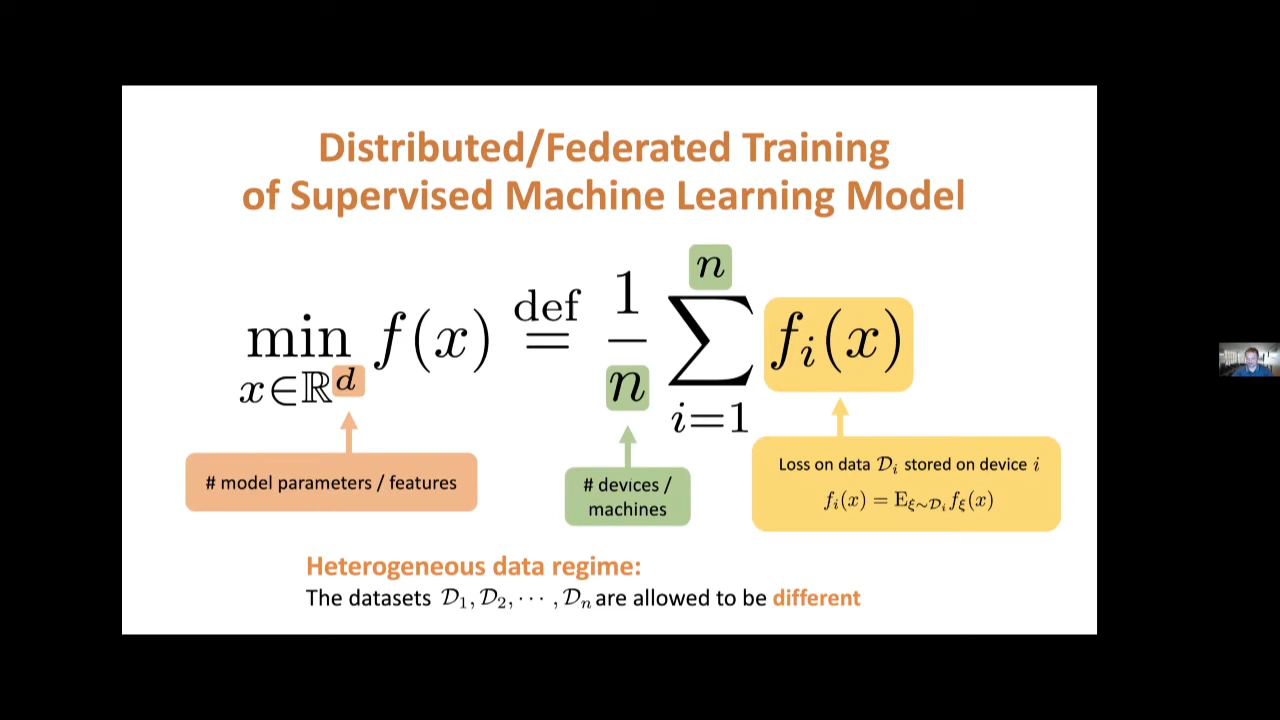 Distributed/Federated Training
of Supervised Machine Learning Model
min x∈ℝ^d f(x) def= 1/n ∑ i=1 n f_i(x)
# model parameters / features
# devices /
machines
Loss on data 𝒟_i stored on device i
f_i(x) = E_{ξ∼𝒟_i} f_ξ(x)
Heterogeneous data regime:
The datasets 𝒟_1, 𝒟_2, ⋯ , 𝒟_n are allowed to be different